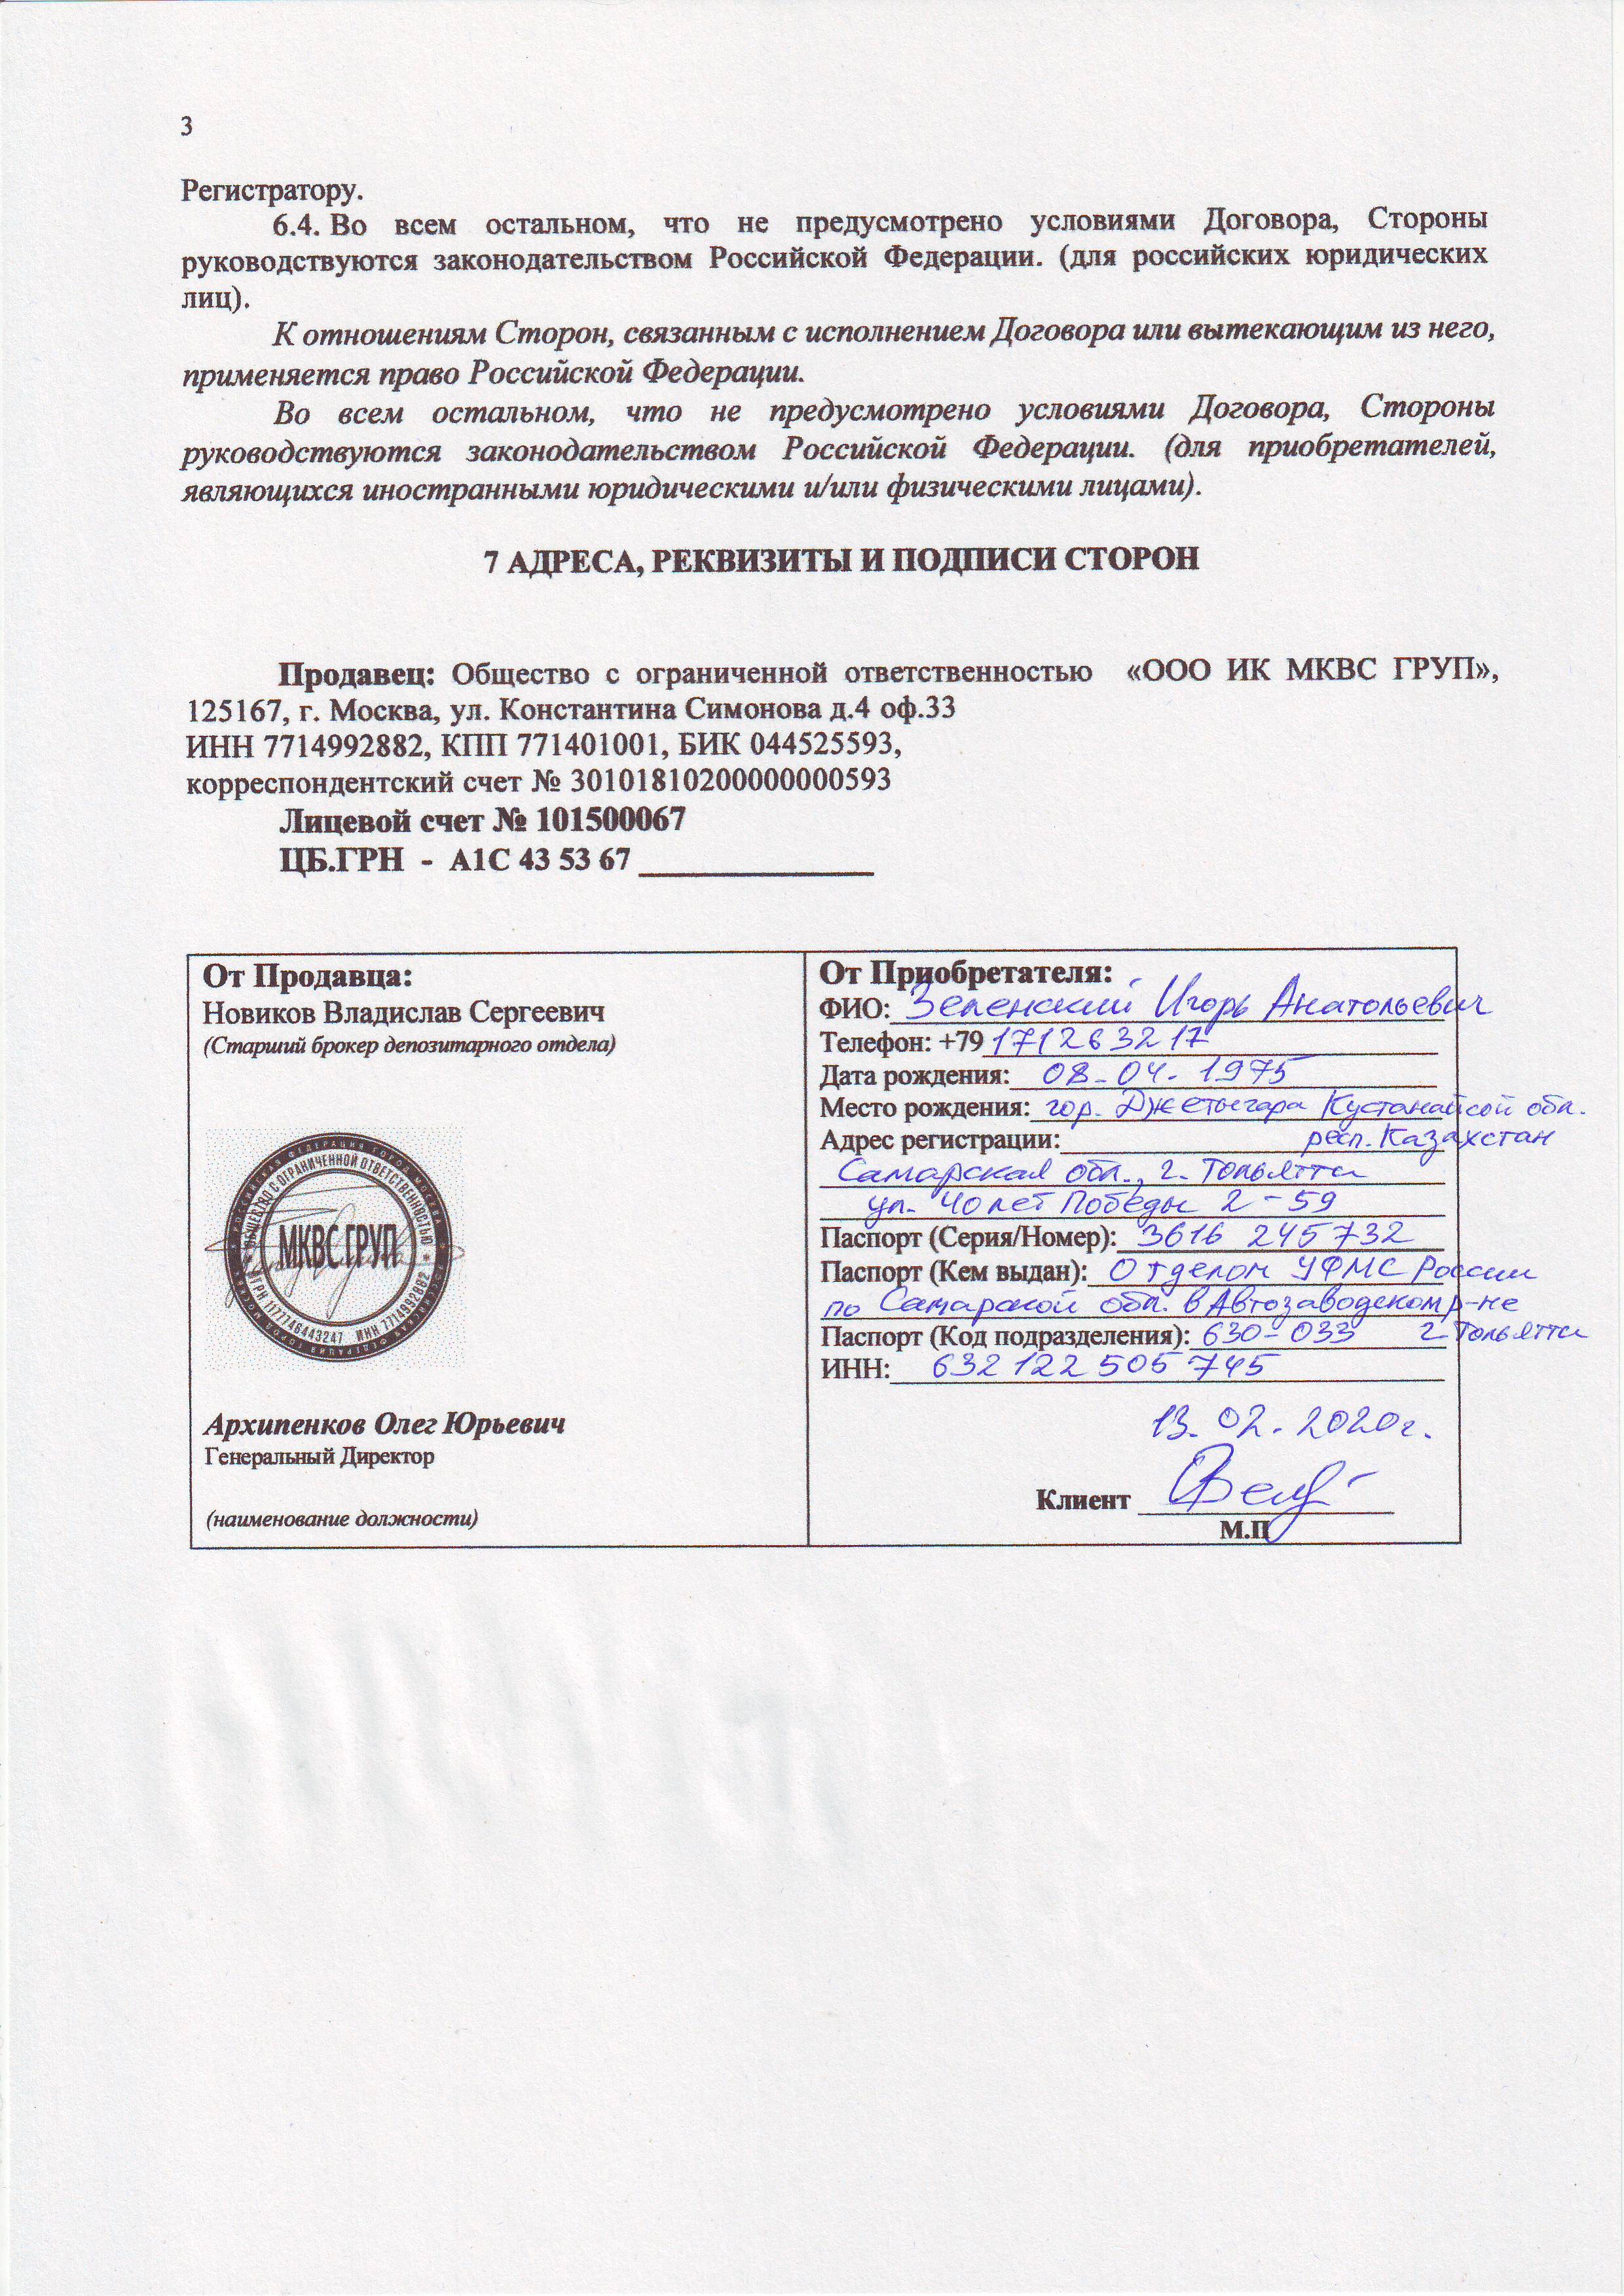 3
Регистратору.
6.4. Во всем остальном, что не предусмотрено условиями Договора, Стороны
руководствуются законодательством Российской Федерации. (для российских юридических
лиц).
К отношениям Сторон, связанным с исполнением Договора или вытекающим из него,
применяется право Российской Федерации.
Во всем остальном, что не предусмотрено условиями Договора, Стороны
руководствуются законодательством Российской Федерации. (для приобретателей,
являющихся иностранными юридическими и/или физическими лицами).
7 АДРЕСА, РЕКВИЗИТЫ И ПОДПИСИ СТОРОН
Продавец: Общество с ограниченной ответственностью «ООО ИК МКВС ГРУП»,
125167, г. Москва, ул. Константина Симонова д.4 оф.33
ИНН 7714992882, КПП 771401001, БИК 044525593,
корреспондентский счет № 30101810200000000593
Лицевой счет № 101500067
ЦБ.ГРН - А1С 43 53 67
От Продавца:
Новиков Владислав Сергеевич
(Старший брокер депозитарного отдела)
РОССИЙСКАЯ ФЕДЕРАЦИЯ ГОРОД МОСКВА
ОБЩЕСТВО С ОГРАНИЧЕННОЙ ОТВЕТСТВЕННОСТЬЮ
МКВС ГРУП
ОГРН 1177746443247 ИНН 7714992882
Архипенков Олег Юрьевич
Генеральный Директор
(наименование должности)
От Приобретателя:
ФИО: Зеленский Игорь Анатольевич
Телефон: +79171263217
Дата рождения: 08-04-1975
Место рождения: гор. Джетыгара Кустанайсой обл.
Адрес регистрации: респ. Казахстан
Самарская обл., г. Тольятти
ул. 40 лет Победы 2-59
Паспорт (Серия/Номер): 3616 245732
Паспорт (Кем выдан): Отделом УФМС России
по Самарской обл. в Автозаводском р-не
Паспорт (Код подразделения): 630-033 г. Тольятти
ИНН: 632122505745
13.02.2020г.
Клиент
М.П